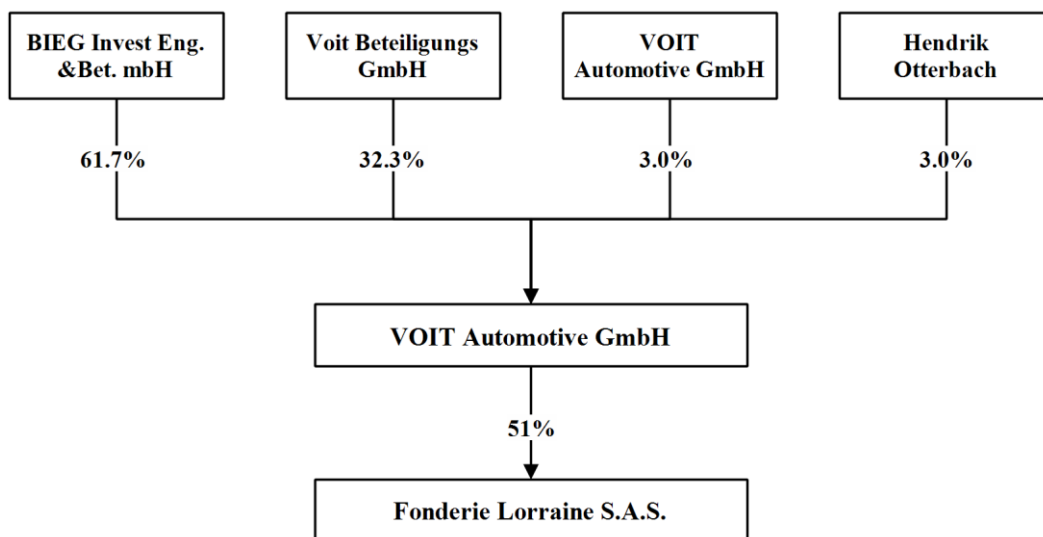 BIEG Invest Eng.
&Bet. mbH
Voit Beteiligungs
GmbH
VOIT
Automotive GmbH
Hendrik
Otterbach
61.7%
32.3%
3.0%
3.0%
VOIT Automotive GmbH
51%
Fonderie Lorraine S.A.S.